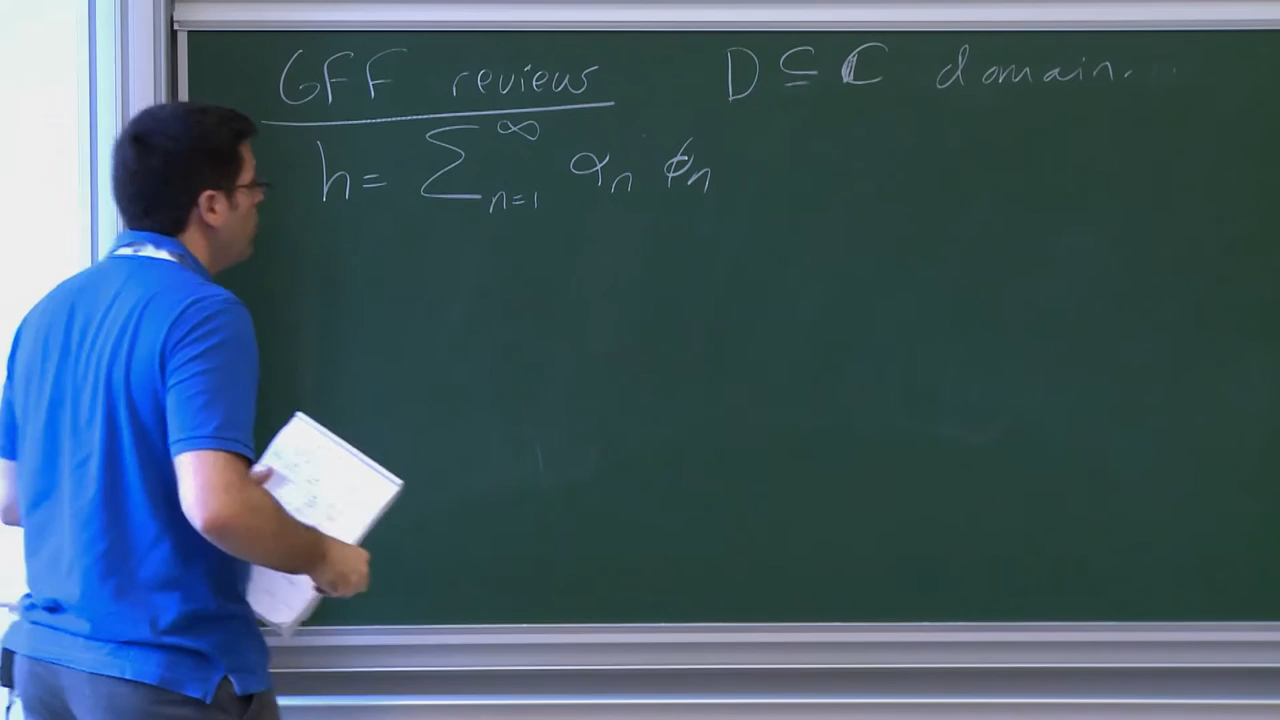 GFF review D ⊆ ℂ domain.
h = ∑_{n=1}^{∞} α_n ϕ_n